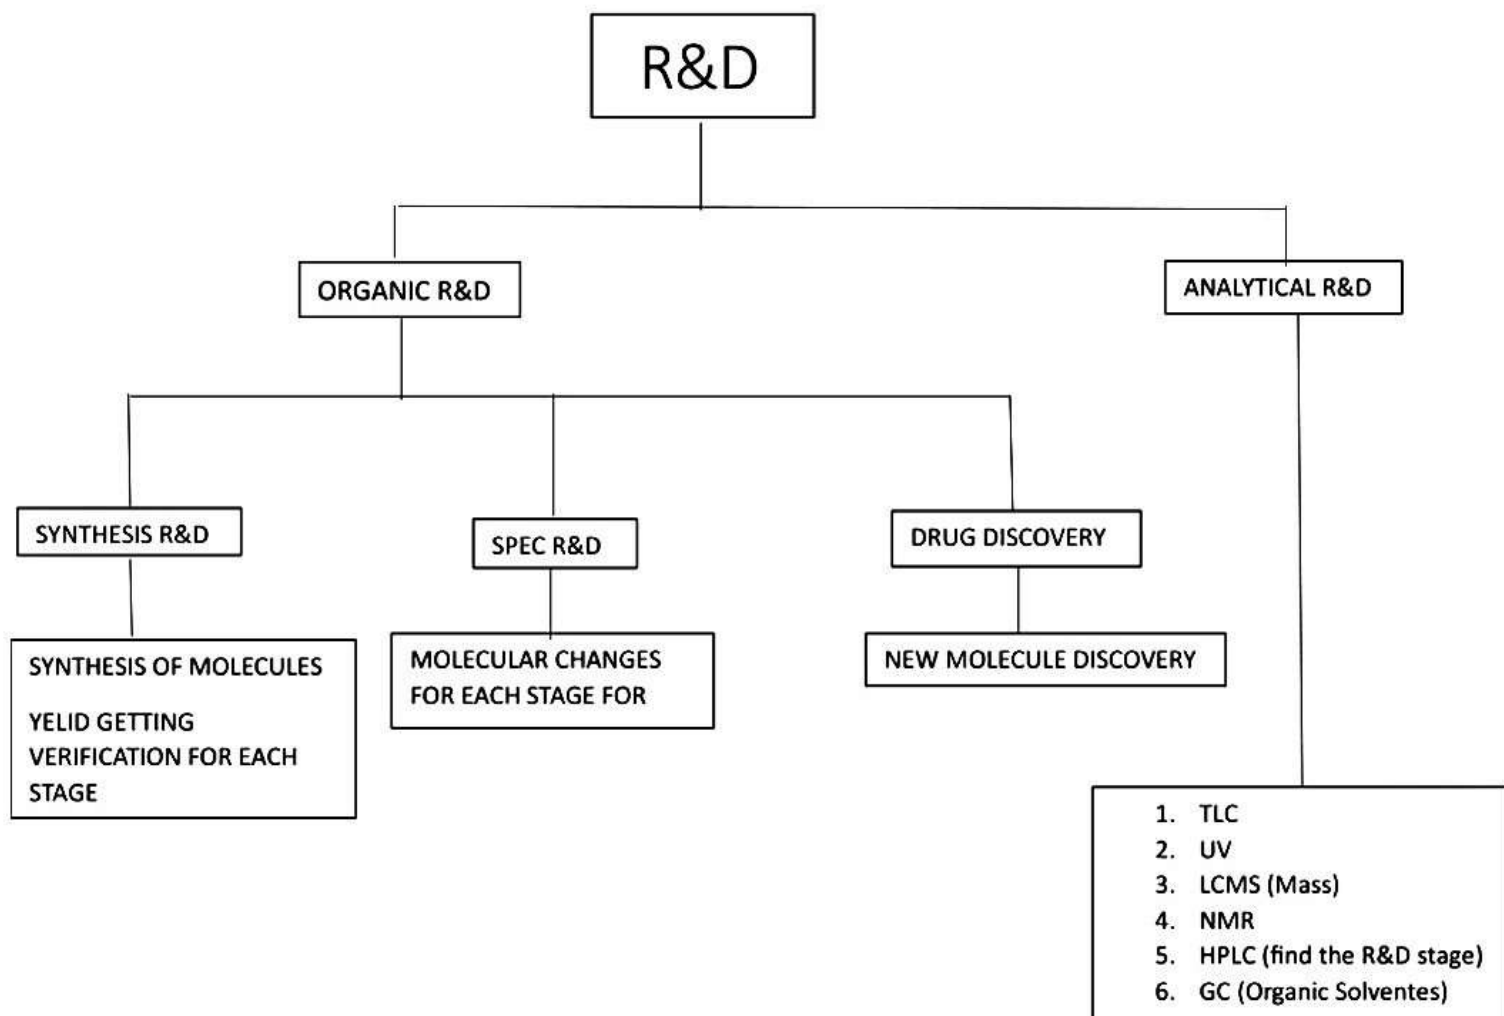 R&D
ORGANIC R&D
ANALYTICAL R&D
SYNTHESIS R&D
SPEC R&D
DRUG DISCOVERY
SYNTHESIS OF MOLECULES
YELID GETTING
VERIFICATION FOR EACH
STAGE
MOLECULAR CHANGES
FOR EACH STAGE FOR
NEW MOLECULE DISCOVERY
1. TLC
2. UV
3. LCMS (Mass)
4. NMR
5. HPLC (find the R&D stage)
6. GC (Organic Solventes)